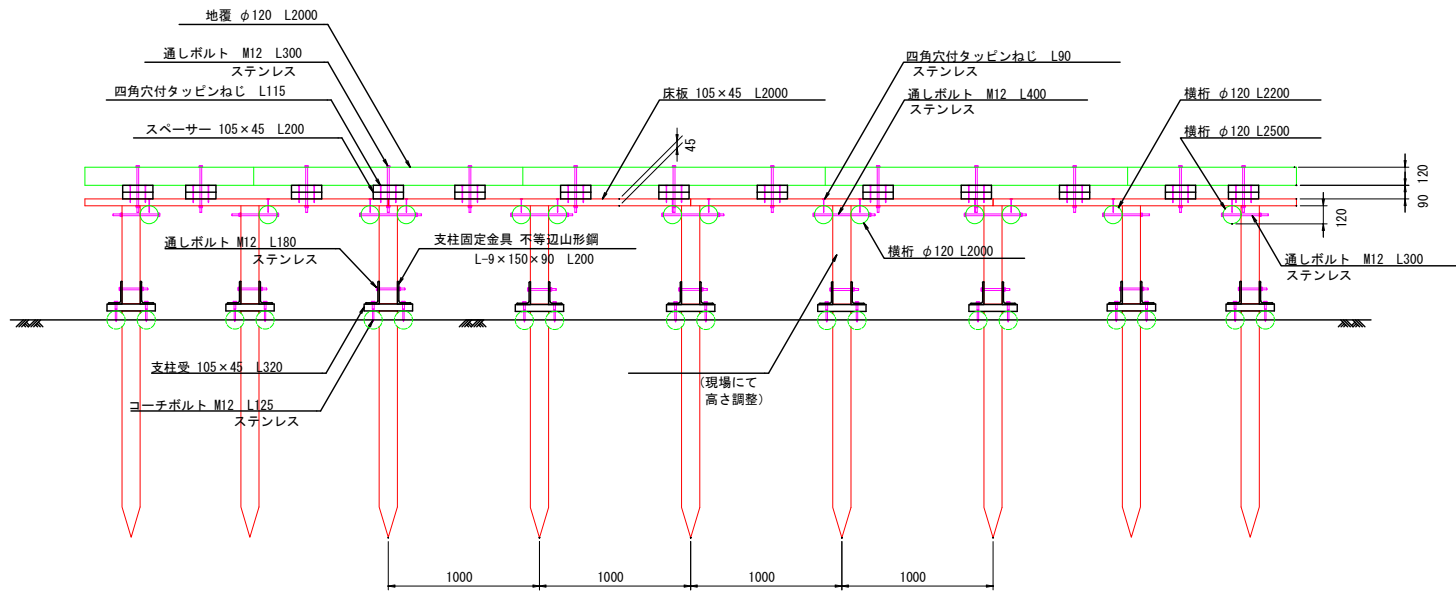 地覆 φ120 L2000
通しボルト M12 L300
ステンレス
四角穴付タッピンねじ L115
スペーサー 105×45 L200
床板 105×45 L2000
45
四角穴付タッピンねじ L90
ステンレス
通しボルト M12 L400
ステンレス
横桁 φ120 L2200
横桁 φ120 L2500
120
90
120
通しボルト M12 L180
ステンレス
支柱固定金具 不等辺山形鋼
L-9×150×90 L200
横桁 φ120 L2000
通しボルト M12 L300
ステンレス
支柱受 105×45 L320
コーチボルト M12 L125
ステンレス
(現場にて
高さ調整)
1000
1000
1000
1000